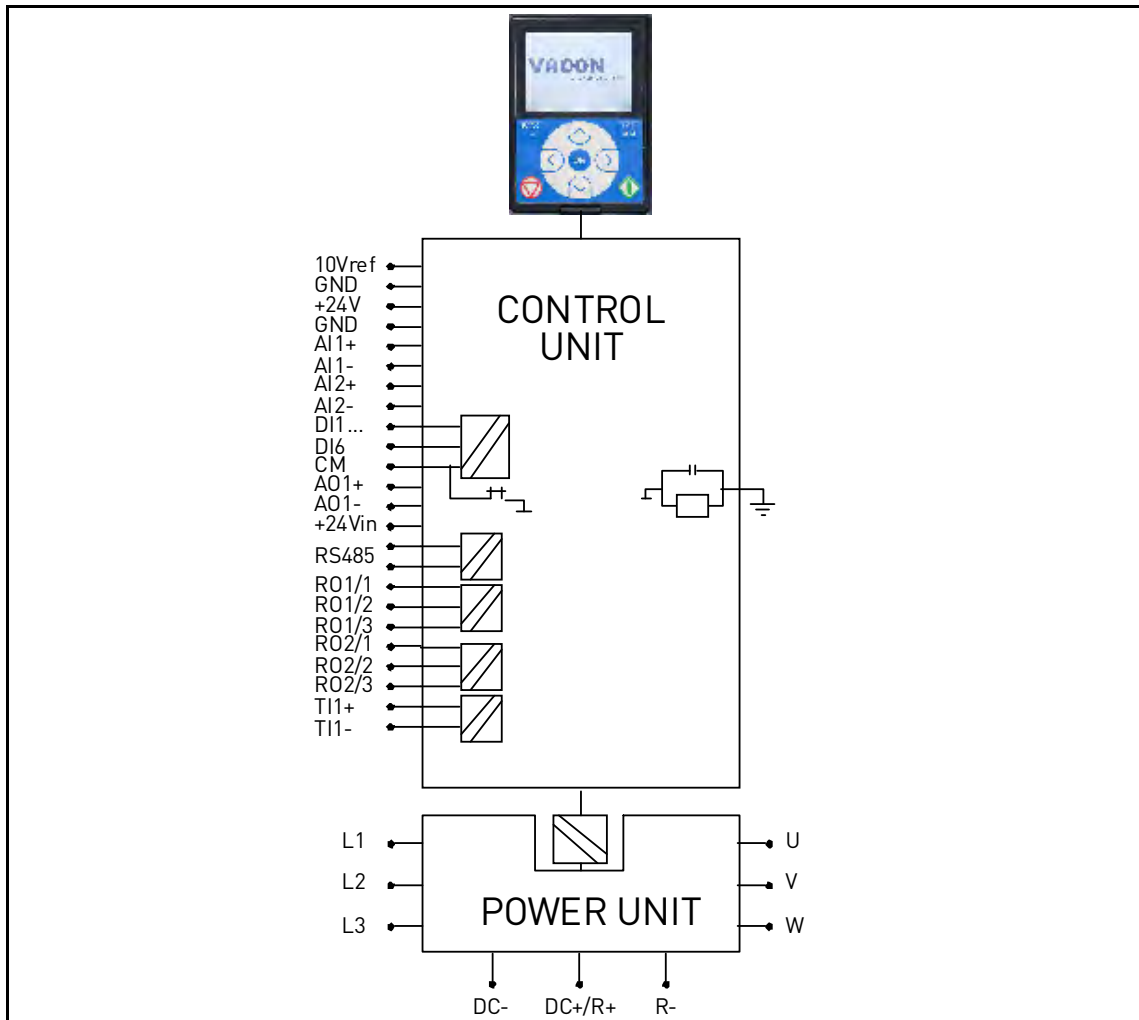 VADON
CONTROL
UNIT
10Vref
GND
+24V
GND
AI1+
AI1-
AI2+
AI2-
DI1...
DI6
CM
AO1+
AO1-
+24Vin
RS485
RO1/1
RO1/2
RO1/3
RO2/1
RO2/2
RO2/3
TI1+
TI1-
L1
L2
L3
POWER UNIT
U
V
W
DC-
DC+/R+
R-